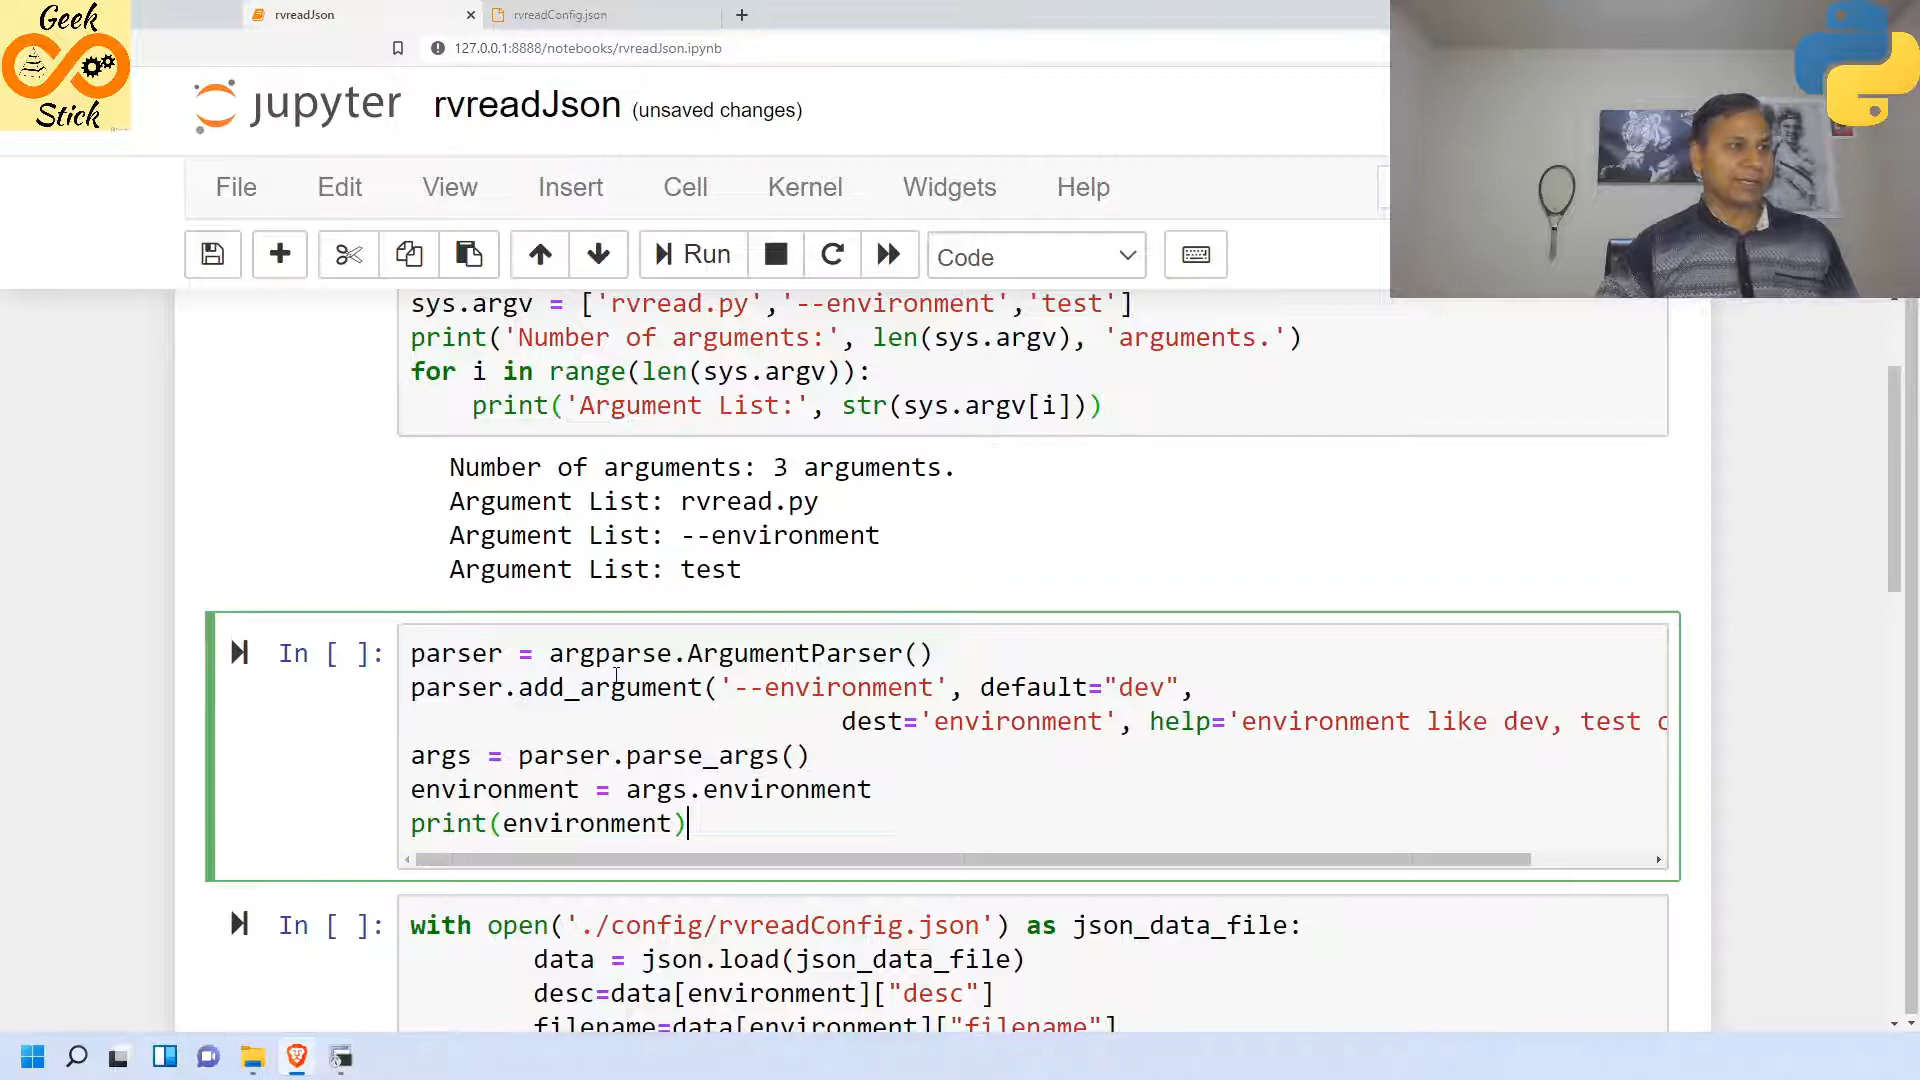 Geek
Stick
rvreadJson
rvreadConfig.json
127.0.0.1:8888/notebooks/rvreadJson.ipynb
jupyter rvreadJson (unsaved changes)
File Edit View Insert Cell Kernel Widgets Help
Run Code
sys.argv = ['rvread.py','--environment','test']
print('Number of arguments:', len(sys.argv), 'arguments.')
for i in range(len(sys.argv)):
    print('Argument List:', str(sys.argv[i]))
Number of arguments: 3 arguments.
Argument List: rvread.py
Argument List: --environment
Argument List: test
In [ ]: parser = argparse.ArgumentParser()
parser.add_argument('--environment', default="dev",
dest='environment', help='environment like dev, test
args = parser.parse_args()
environment = args.environment
print(environment)
In [ ]: with open('./config/rvreadConfig.json') as json_data_file:
data = json.load(json_data_file)
desc=data[environment]["desc"]
filename=data[environment]["filename"]